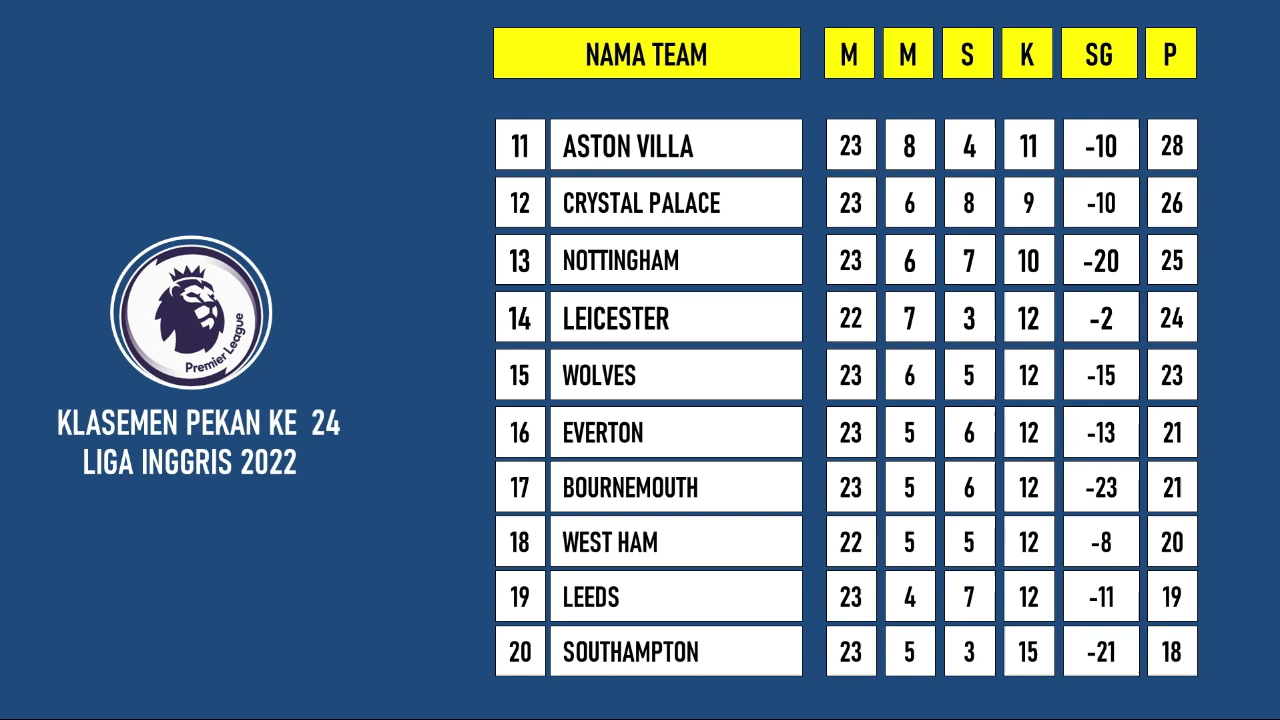 NAMA TEAM M M S K SG P
11 ASTON VILLA 23 8 4 11 -10 28
12 CRYSTAL PALACE 23 6 8 9 -10 26
13 NOTTINGHAM 23 6 7 10 -20 25
14 LEICESTER 22 7 3 12 -2 24
15 WOLVES 23 6 5 12 -15 23
16 EVERTON 23 5 6 12 -13 21
17 BOURNEMOUTH 23 5 6 12 -23 21
18 WEST HAM 22 5 5 12 -8 20
19 LEEDS 23 4 7 12 -11 19
20 SOUTHAMPTON 23 5 3 15 -21 18
Premier League
KLASEMEN PEKAN KE 24
LIGA INGGRIS 2022